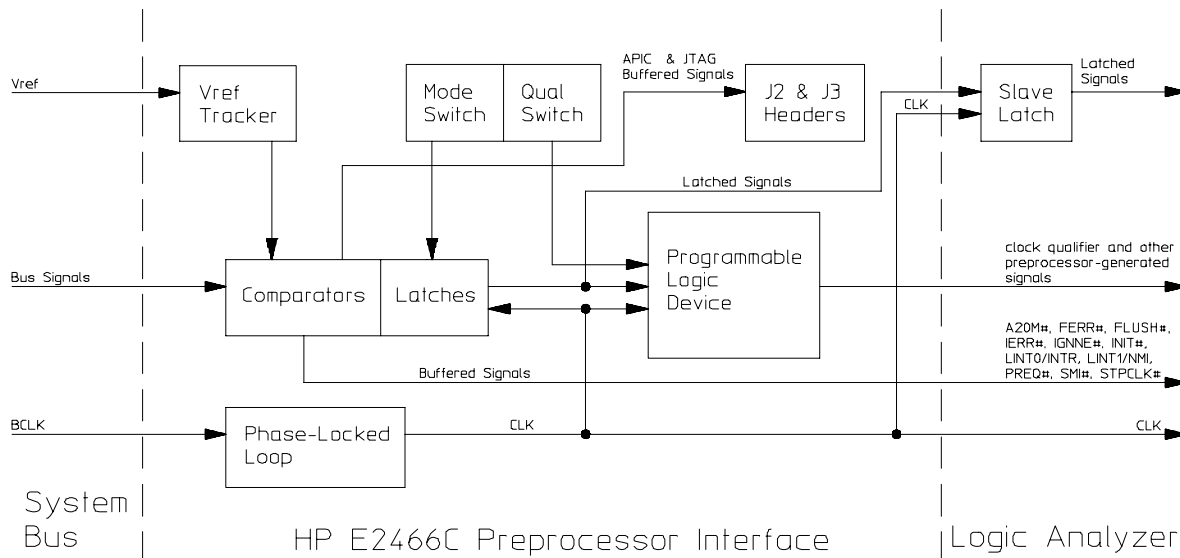 Vref
Vref
Tracker
Mode
Switch
Qual
Switch
APIC & JTAG
Buffered Signals
J2 & J3
Headers
CLK
Slave
Latch
Latched
Signals
Latched Signals
Bus Signals
Comparators
Latches
Programmable
Logic
Device
clock qualifier and other
preprocessor-generated
signals
Buffered Signals
A20M#, FERR#, FLUSH#,
IERR#, IGNNE#, INIT#,
LINT0/INTR, LINT1/NMI,
PREQ#, SMI#, STPCLK#
BCLK
Phase-Locked
Loop
CLK
CLK
System
Bus
HP E2466C Preprocessor Interface
Logic Analyzer